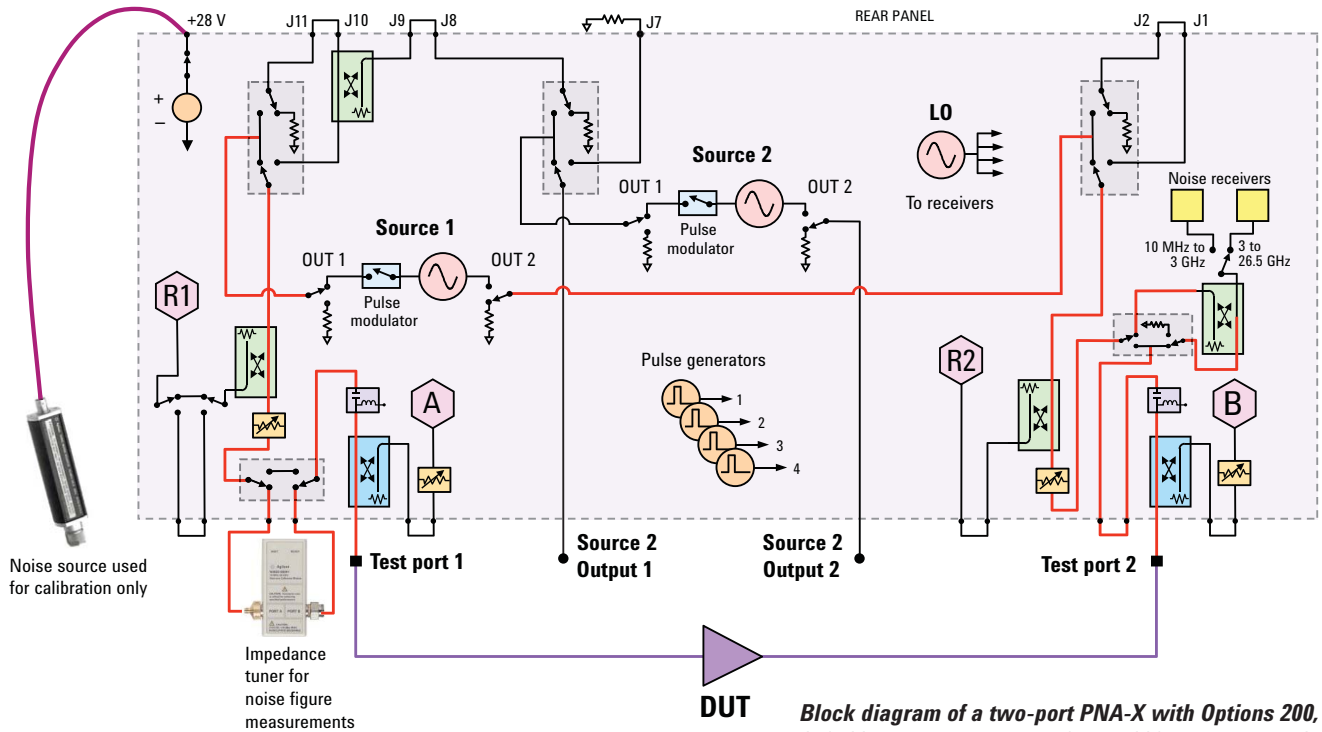 +28 V
J11
J10
J9
J8
J7
REAR PANEL
J2
J1
+
–
LO
To receivers
Source 2
OUT 1
OUT 2
Pulse
modulator
Noise receivers
10 MHz to
3 GHz
3 to
26.5 GHz
Source 1
OUT 1
OUT 2
Pulse
modulator
R1
A
Pulse generators
1
2
3
4
R2
B
Noise source used
for calibration only
Test port 1
Source 2
Output 1
Source 2
Output 2
Test port 2
Agilent
PORT A
PORT B
Impedance
tuner for
noise figure
measurements
DUT
Block diagram of a two-port PNA-X with Options 200,